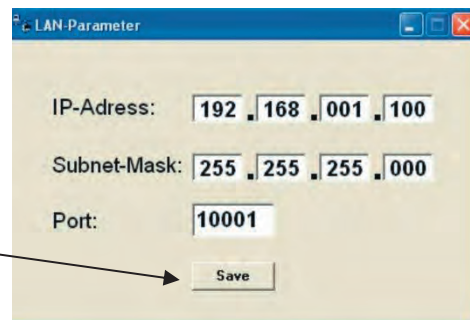 LAN-Parameter
IP-Adress: 192 . 168 . 001 . 100
Subnet-Mask: 255 . 255 . 255 . 000
Port: 10001
Save